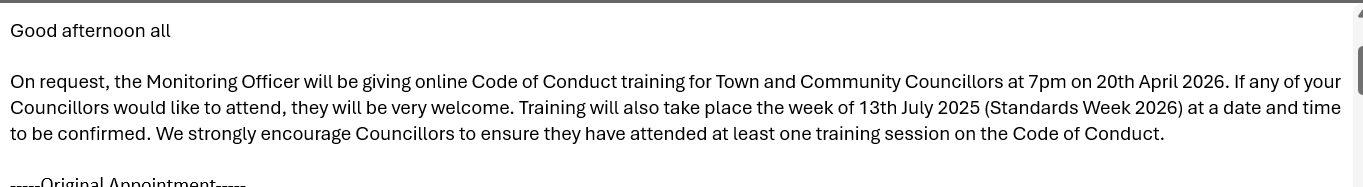 Good afternoon all
On request, the Monitoring Officer will be giving online Code of Conduct training for Town and Community Councillors at 7pm on 20th April 2026. If any of your
Councillors would like to attend, they will be very welcome. Training will also take place the week of 13th July 2025 (Standards Week 2026) at a date and time
to be confirmed. We strongly encourage Councillors to ensure they have attended at least one training session on the Code of Conduct.
-----Original Appointment-----